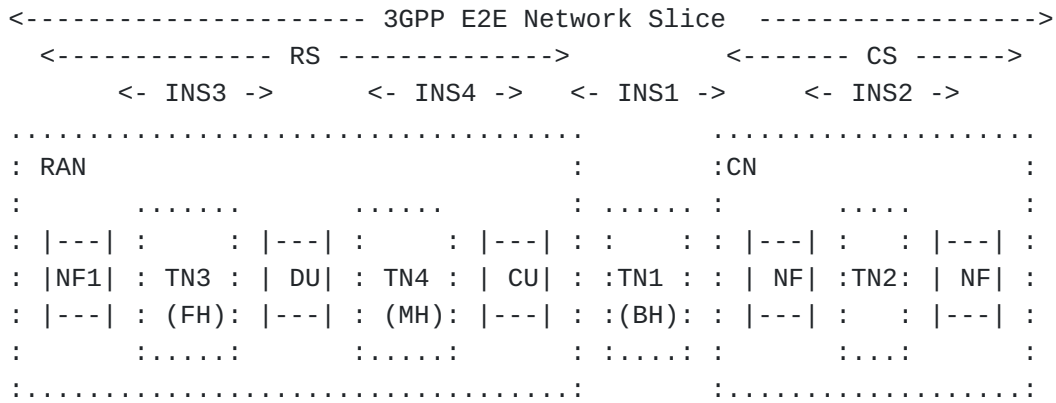 <---------------------- 3GPP E2E Network Slice ------------------>
<-------------- RS --------------> <------- CS ------>
<- INS3 -> <- INS4 -> <- INS1 -> <- INS2 ->
..................................... .....................
: RAN : :CN :
: ....... ...... : ...... : ..... :
: |---| : : |---| : : |---| : : : : |---| : : |---| :
: |NF1| : TN3 : | DU| : TN4 : | CU| : :TN1 : : | NF| :TN2: | NF| :
: |---| : (FH): |---| : (MH): |---| : :(BH): : |---| : : |---| :
: :.....: :.....: : :....: : :...: :
:....................................: :....................: